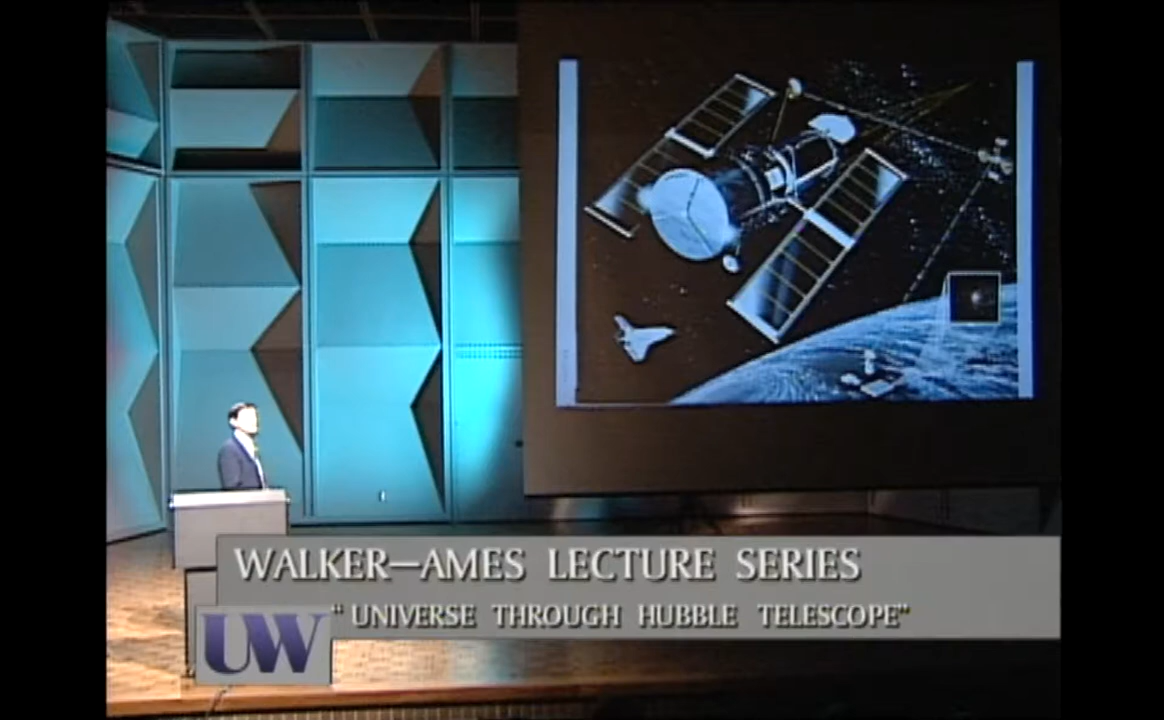 WALKER—AMES LECTURE SERIES
"UNIVERSE THROUGH HUBBLE TELESCOPE"
UW